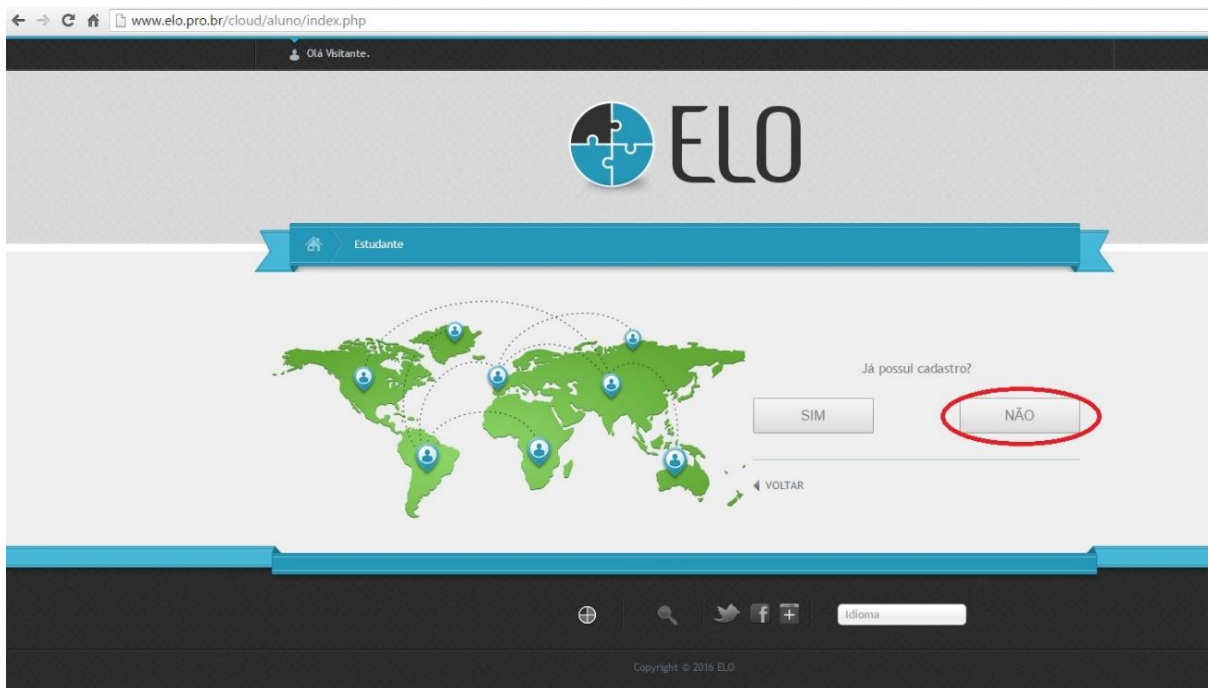 www.elo.pro.br/cloud/aluno/index.php
Olá Visitante.
ELO
Estudante
Já possui cadastro?
SIM
NÃO
VOLTAR
Idioma
Copyright © 2016 ELO